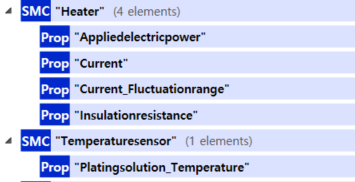 SMC "Heater" (4 elements)
Prop "Appliedelectricpower"
Prop "Current"
Prop "Current_Fluctuationrange"
Prop "Insulationresistance"
SMC "Temperaturesensor" (1 elements)
Prop "Platingsolution_Temperature"